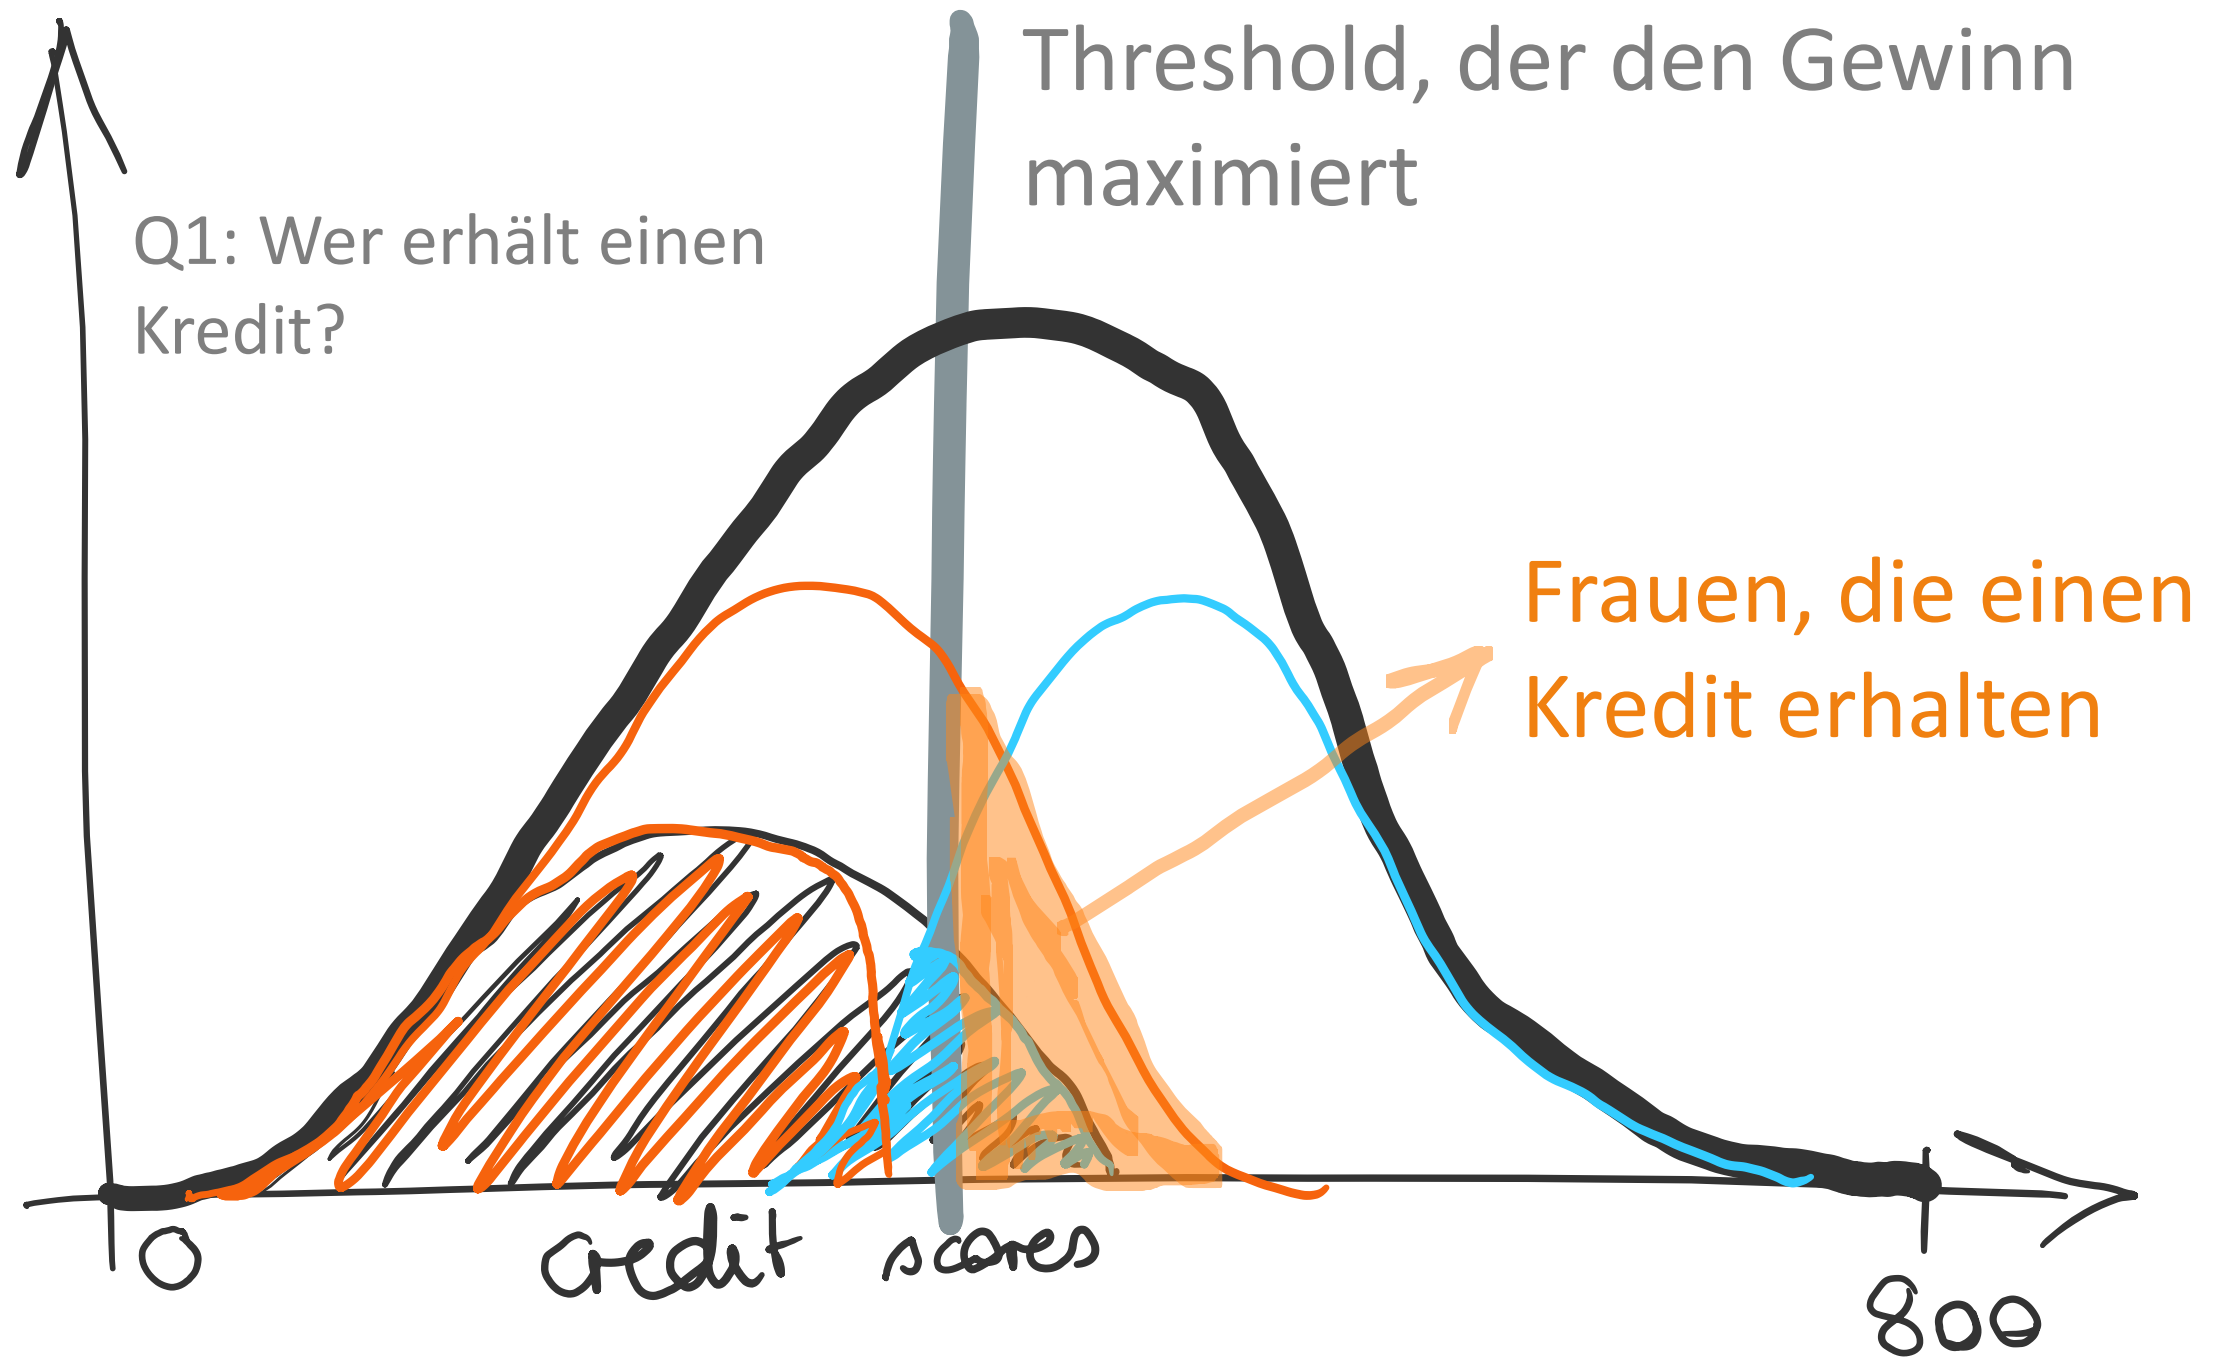 Threshold, der den Gewinn
maximiert
Q1: Wer erhält einen
Kredit?
Frauen, die einen
Kredit erhalten
0
credit scores
800